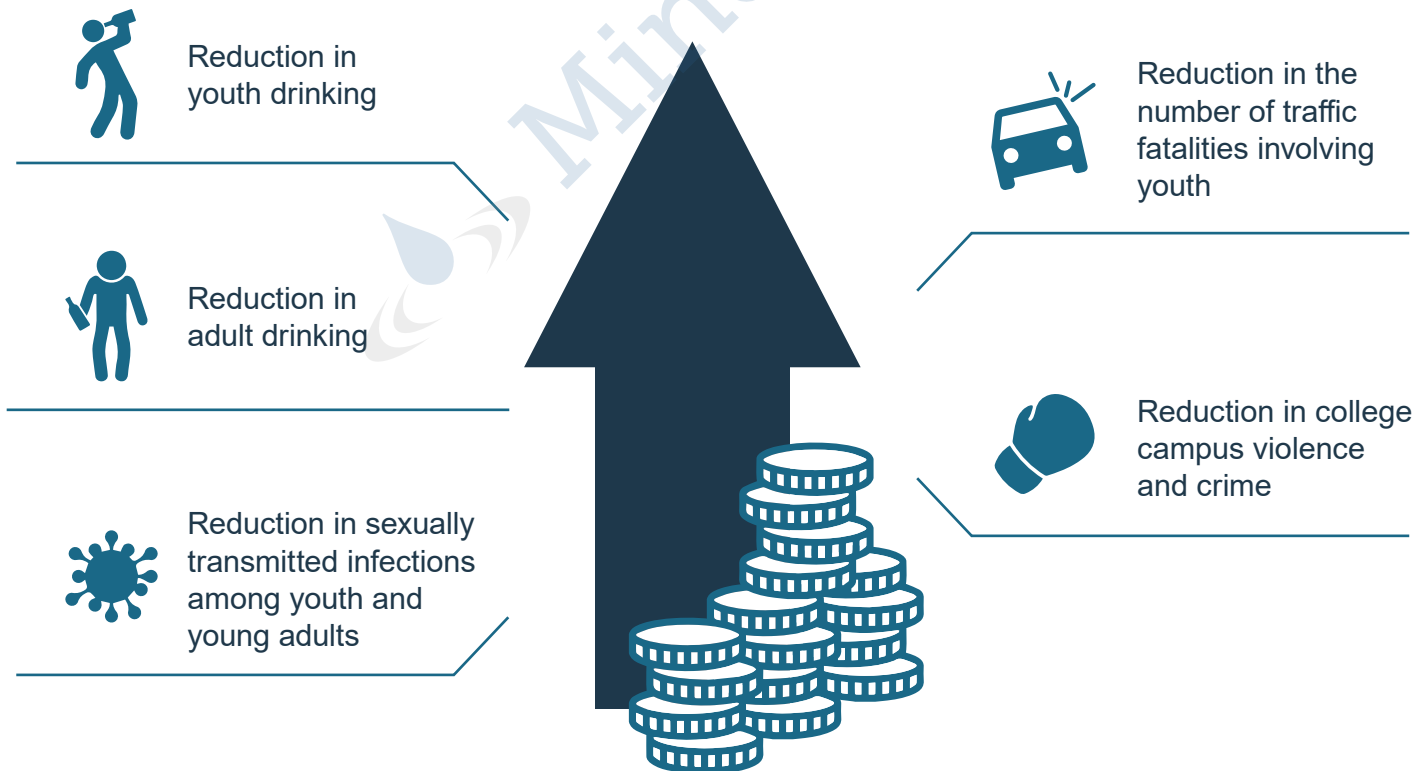 Reduction in
youth drinking
Reduction in
adult drinking
Reduction in sexually
transmitted infections
among youth and
young adults
Reduction in the
number of traffic
fatalities involving
youth
Reduction in college
campus violence
and crime